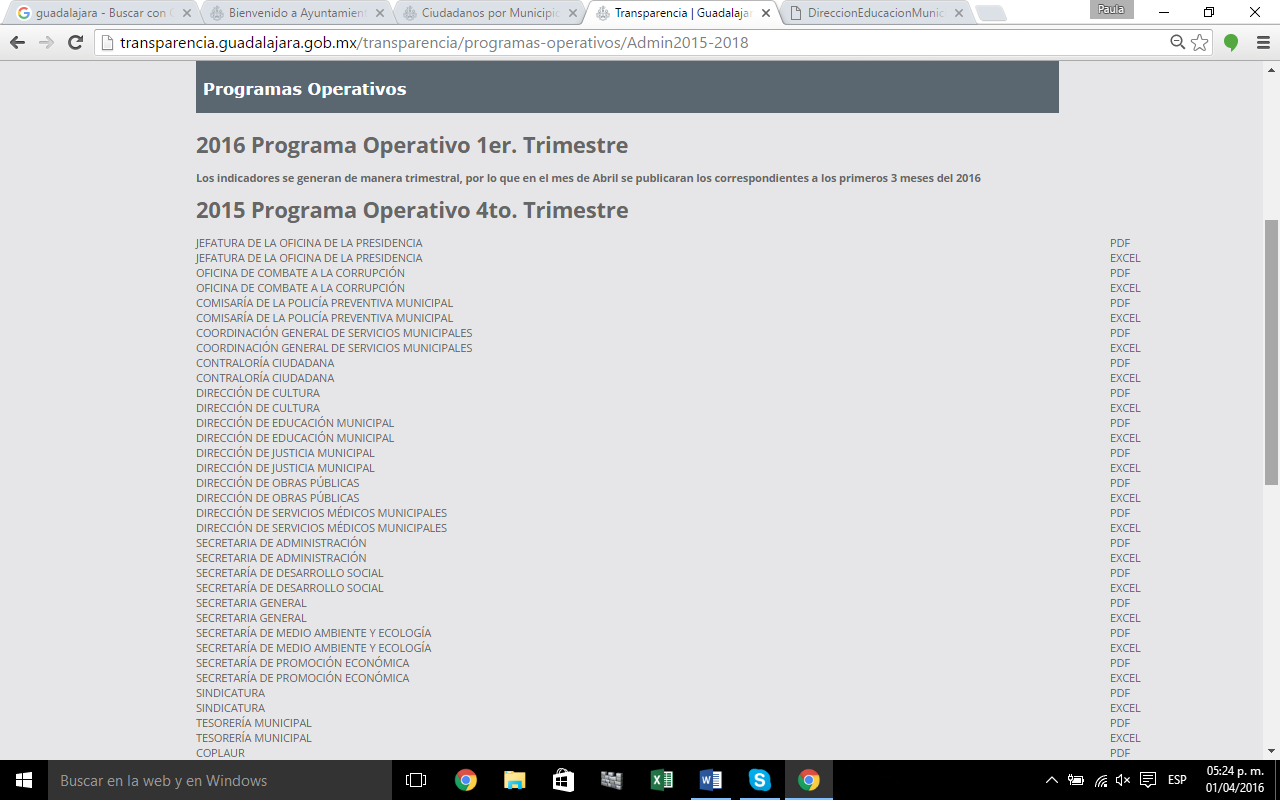 guadalajara - Buscar con
Bienvenido a Ayuntamien
Ciudadanos por Municipio
Transparencia | Guadalajar
DireccionEducacionMunic
Paula
transparencia.guadalajara.gob.mx/transparencia/programas-operativos/Admin2015-2018
Programas Operativos
2016 Programa Operativo 1er. Trimestre
Los indicadores se generan de manera trimestral, por lo que en el mes de Abril se publicaran los correspondientes a los primeros 3 meses del 2016
2015 Programa Operativo 4to. Trimestre
JEFATURA DE LA OFICINA DE LA PRESIDENCIA PDF
JEFATURA DE LA OFICINA DE LA PRESIDENCIA EXCEL
OFICINA DE COMBATE A LA CORRUPCIÓN PDF
OFICINA DE COMBATE A LA CORRUPCIÓN EXCEL
COMISARÍA DE LA POLICÍA PREVENTIVA MUNICIPAL PDF
COMISARÍA DE LA POLICÍA PREVENTIVA MUNICIPAL EXCEL
COORDINACIÓN GENERAL DE SERVICIOS MUNICIPALES PDF
COORDINACIÓN GENERAL DE SERVICIOS MUNICIPALES EXCEL
CONTRALORÍA CIUDADANA PDF
CONTRALORÍA CIUDADANA EXCEL
DIRECCIÓN DE CULTURA PDF
DIRECCIÓN DE CULTURA EXCEL
DIRECCIÓN DE EDUCACIÓN MUNICIPAL PDF
DIRECCIÓN DE EDUCACIÓN MUNICIPAL EXCEL
DIRECCIÓN DE JUSTICIA MUNICIPAL PDF
DIRECCIÓN DE JUSTICIA MUNICIPAL EXCEL
DIRECCIÓN DE OBRAS PÚBLICAS PDF
DIRECCIÓN DE OBRAS PÚBLICAS EXCEL
DIRECCIÓN DE SERVICIOS MÉDICOS MUNICIPALES PDF
DIRECCIÓN DE SERVICIOS MÉDICOS MUNICIPALES EXCEL
SECRETARIA DE ADMINISTRACIÓN PDF
SECRETARIA DE ADMINISTRACIÓN EXCEL
SECRETARÍA DE DESARROLLO SOCIAL PDF
SECRETARÍA DE DESARROLLO SOCIAL EXCEL
SECRETARIA GENERAL PDF
SECRETARIA GENERAL EXCEL
SECRETARÍA DE MEDIO AMBIENTE Y ECOLOGÍA PDF
SECRETARÍA DE MEDIO AMBIENTE Y ECOLOGÍA EXCEL
SECRETARÍA DE PROMOCIÓN ECONÓMICA PDF
SECRETARÍA DE PROMOCIÓN ECONÓMICA EXCEL
SINDICATURA PDF
SINDICATURA EXCEL
TESORERÍA MUNICIPAL PDF
TESORERÍA MUNICIPAL EXCEL
COPLAUR PDF
Buscar en la web y en Windows
ESP
05:24 p. m.
01/04/2016